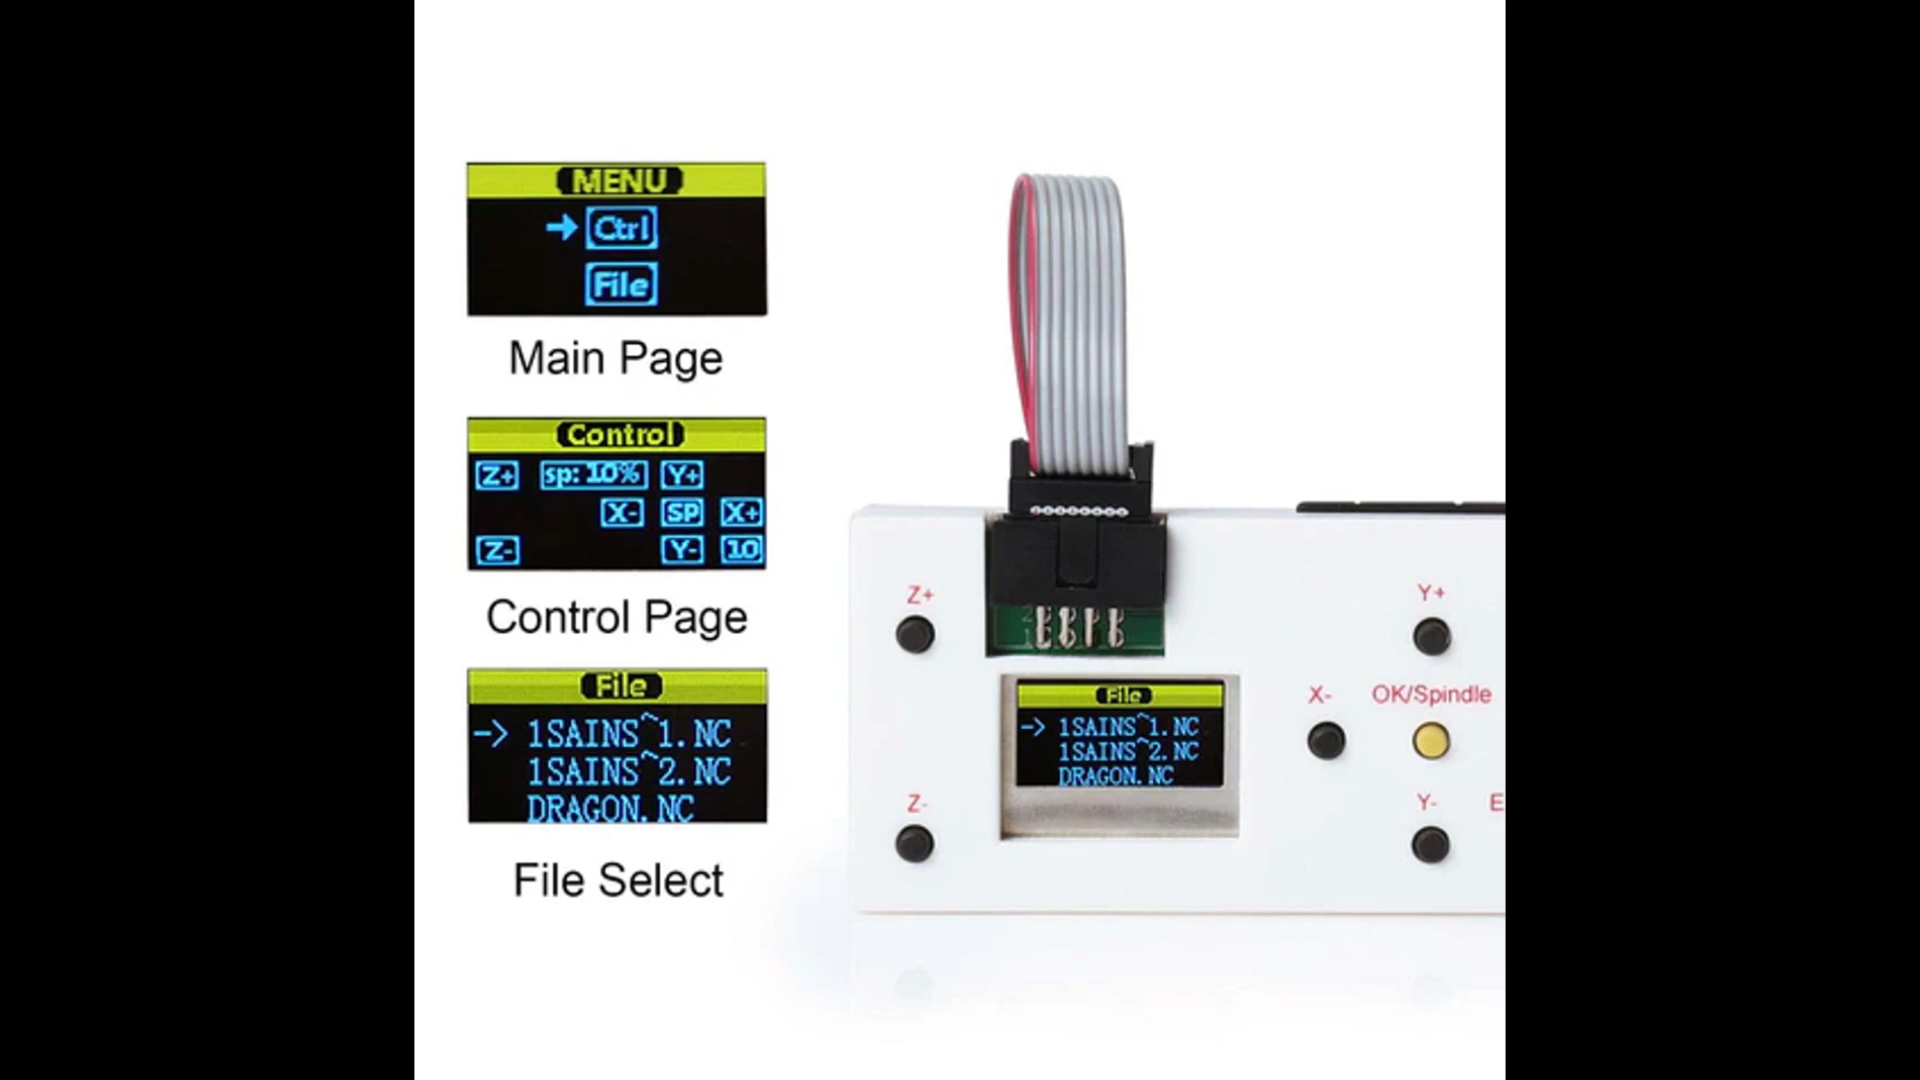 MENU
Ctrl
File
Main Page
Control
Z+ sp: 10% Y+
X- SP X+
Z- Y- 10
Control Page
File
-> 1SAINS~1.NC
1SAINS~2.NC
DRAGON.NC
File Select
Z+
Y+
File
-> 1SAINS~1.NC
1SAINS~2.NC
DRAGON.NC
X- OK/Spindle
Z-
Y-
E